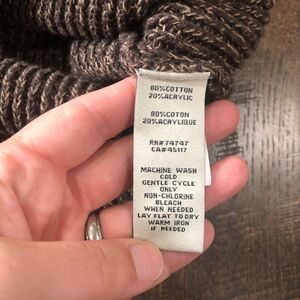 80%COTTON
20%ACRYLIC
80%COTON
20%ACRYLIQUE
RN#74747
CA#45117
MACHINE WASH
COLD
GENTLE CYCLE
ONLY
NON-CHLORINE
BLEACH
WHEN NEEDED
LAY FLAT TO DRY
WARM IRON
IF NEEDED